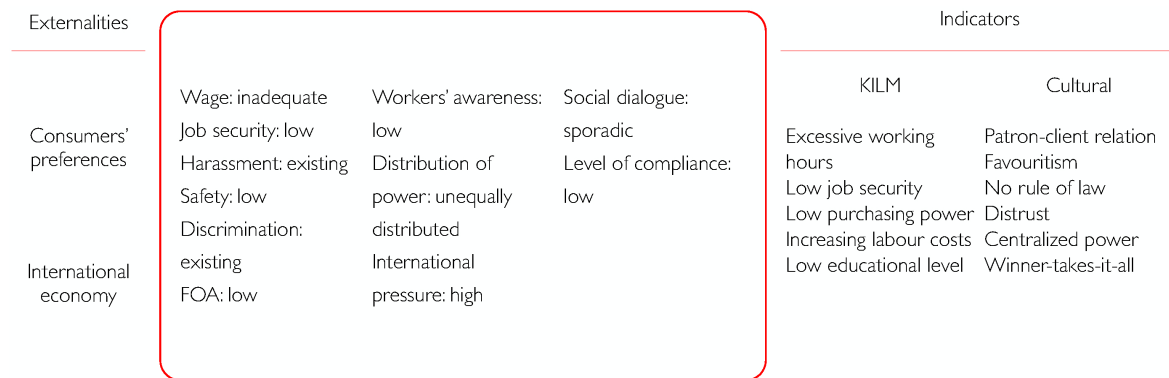 Externalities
Consumers'
preferences
International
economy
Wage: inadequate
Job security: low
Harassment: existing
Safety: low
Discrimination:
existing
FOA: low
Workers' awareness:
low
Distribution of
power: unequally
distributed
International
pressure: high
Social dialogue:
sporadic
Level of compliance:
low
Indicators
KILM
Excessive working
hours
Low job security
Low purchasing power
Increasing labour costs
Low educational level
Cultural
Patron-client relation
Favouritism
No rule of law
Distrust
Centralized power
Winner-takes-it-all